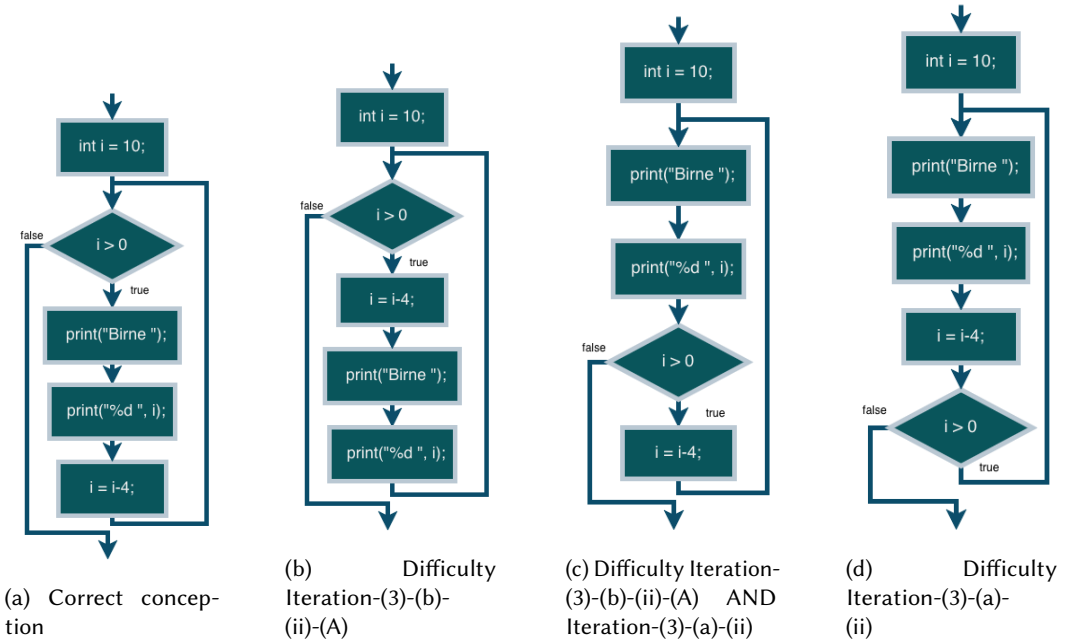 int i = 10;
i > 0
false
true
print("Birne ");
print("%d ", i);
i = i-4;
(a) Correct concep-
tion
int i = 10;
i > 0
false
true
i = i-4;
print("Birne ");
print("%d ", i);
(b) Difficulty
Iteration-(3)-(b)-
(ii)-(A)
int i = 10;
print("Birne ");
print("%d ", i);
false
i > 0
true
i = i-4;
(c) Difficulty Iteration-
(3)-(b)-(ii)-(A) AND
Iteration-(3)-(a)-(ii)
int i = 10;
print("Birne ");
print("%d ", i);
i = i-4;
false
i > 0
true
(d) Difficulty
Iteration-(3)-(a)-
(ii)